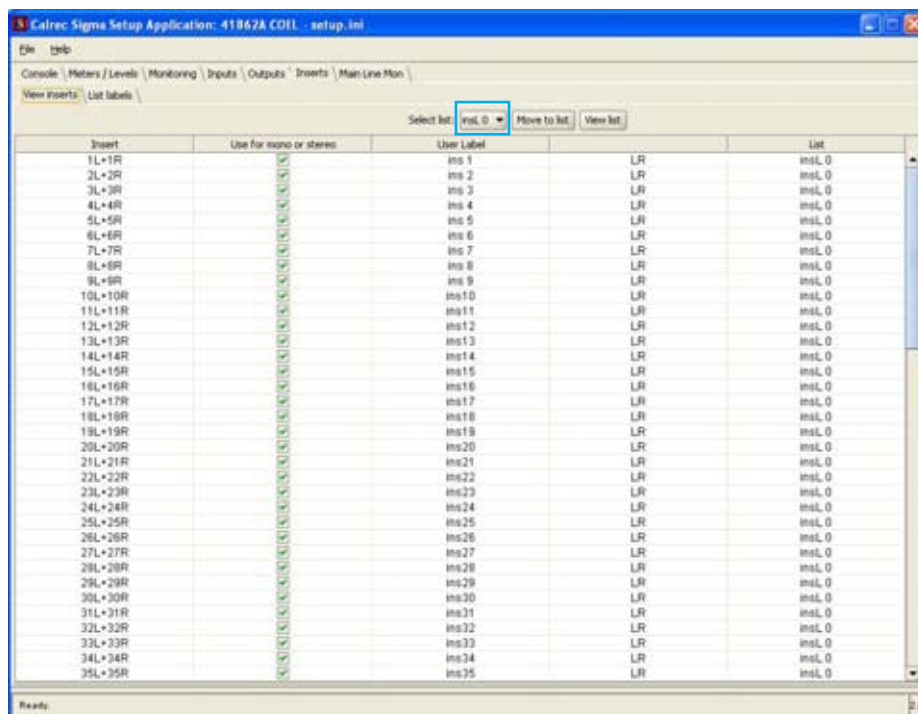 Calrec Sigma Setup Application: 41862A COEL - setup.ini
File Help
Console Meters / Levels Monitoring Inputs Outputs Inserts Main Line Mon
View inserts List labels
Select list: insL 0 Move to list View list
Insert Use for mono or stereo User Label List
1L+1R ins 1 LR insL 0
2L+2R ins 2 LR insL 0
3L+3R ins 3 LR insL 0
4L+4R ins 4 LR insL 0
5L+5R ins 5 LR insL 0
6L+6R ins 6 LR insL 0
7L+7R ins 7 LR insL 0
8L+8R ins 8 LR insL 0
9L+9R ins 9 LR insL 0
10L+10R ins10 LR insL 0
11L+11R ins11 LR insL 0
12L+12R ins12 LR insL 0
13L+13R ins13 LR insL 0
14L+14R ins14 LR insL 0
15L+15R ins15 LR insL 0
16L+16R ins16 LR insL 0
17L+17R ins17 LR insL 0
18L+18R ins18 LR insL 0
19L+19R ins19 LR insL 0
20L+20R ins20 LR insL 0
21L+21R ins21 LR insL 0
22L+22R ins22 LR insL 0
23L+23R ins23 LR insL 0
24L+24R ins24 LR insL 0
25L+25R ins25 LR insL 0
26L+26R ins26 LR insL 0
27L+27R ins27 LR insL 0
28L+28R ins28 LR insL 0
29L+29R ins29 LR insL 0
30L+30R ins30 LR insL 0
31L+31R ins31 LR insL 0
32L+32R ins32 LR insL 0
33L+33R ins33 LR insL 0
34L+34R ins34 LR insL 0
35L+35R ins35 LR insL 0
Ready